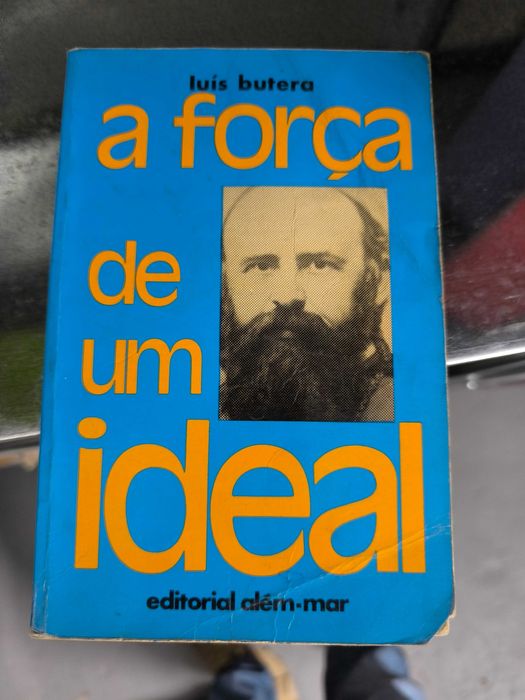 luís butera
a força
de
um
ideal
editorial além-mar